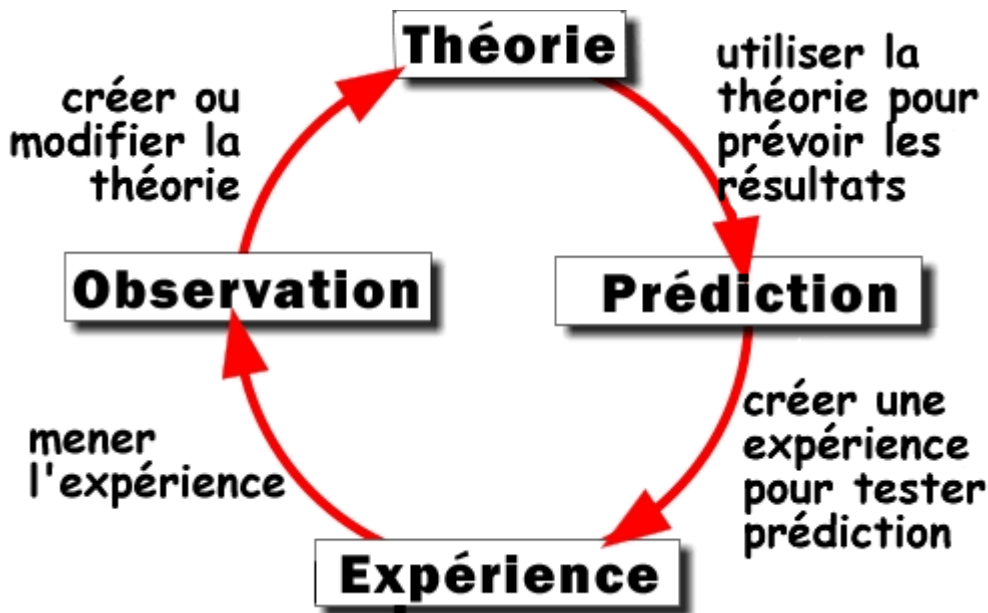 Théorie
utiliser la
théorie pour
prévoir les
résultats
Prédiction
créer une
expérience
pour tester
prédiction
Expérience
mener
l'expérience
Observation
créer ou
modifier la
théorie